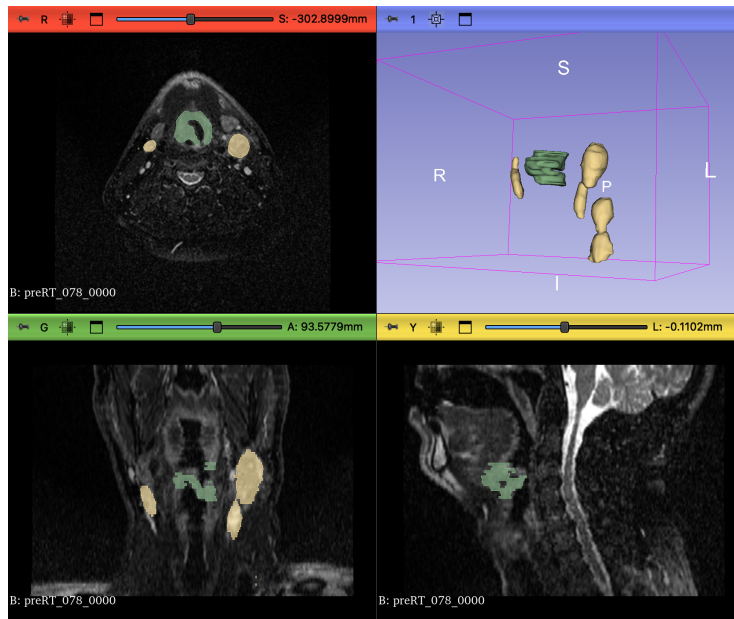 R S: -302.8999mm
1
S
R
P
L
I
B: preRT_078_0000
G A: 93.5779mm
Y L: -0.1102mm
B: preRT_078_0000
B: preRT_078_0000